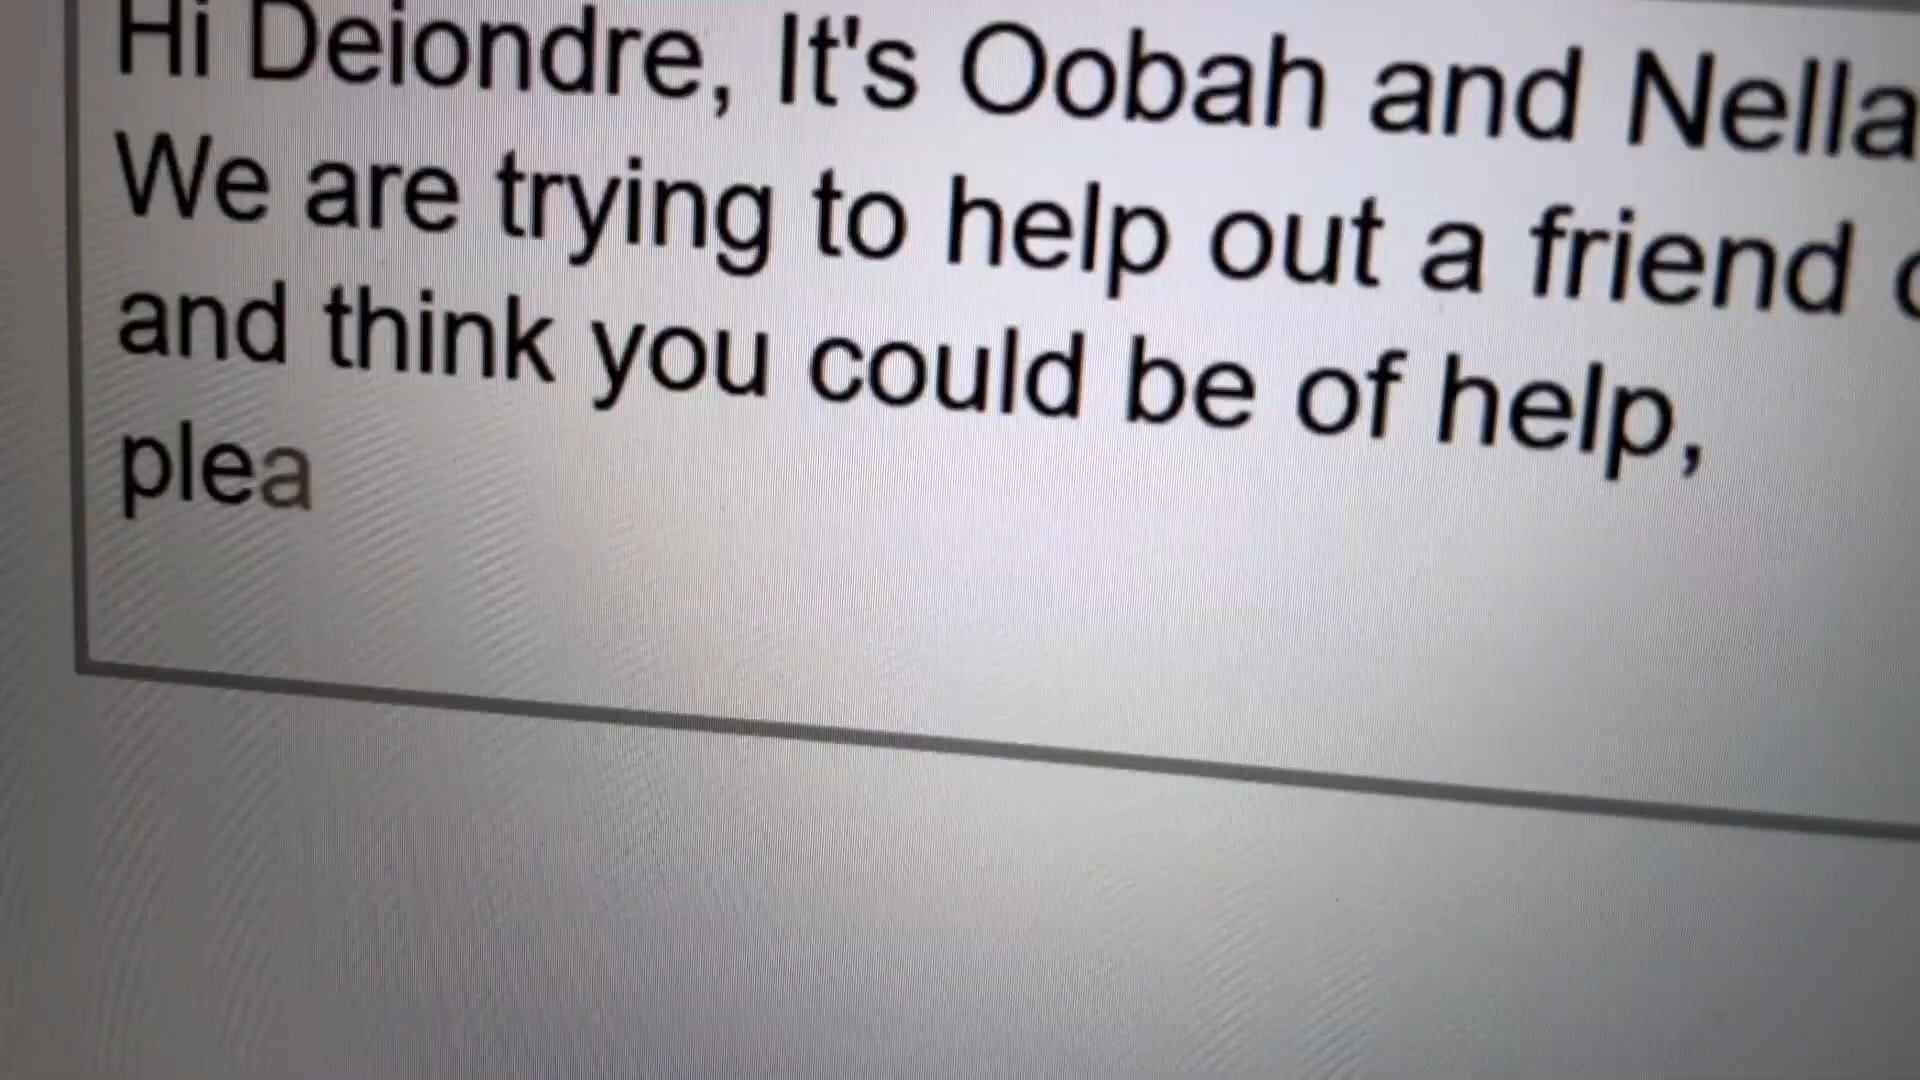 Hi Deiondre, It's Oobah and Nella
We are trying to help out a friend
and think you could be of help,
plea